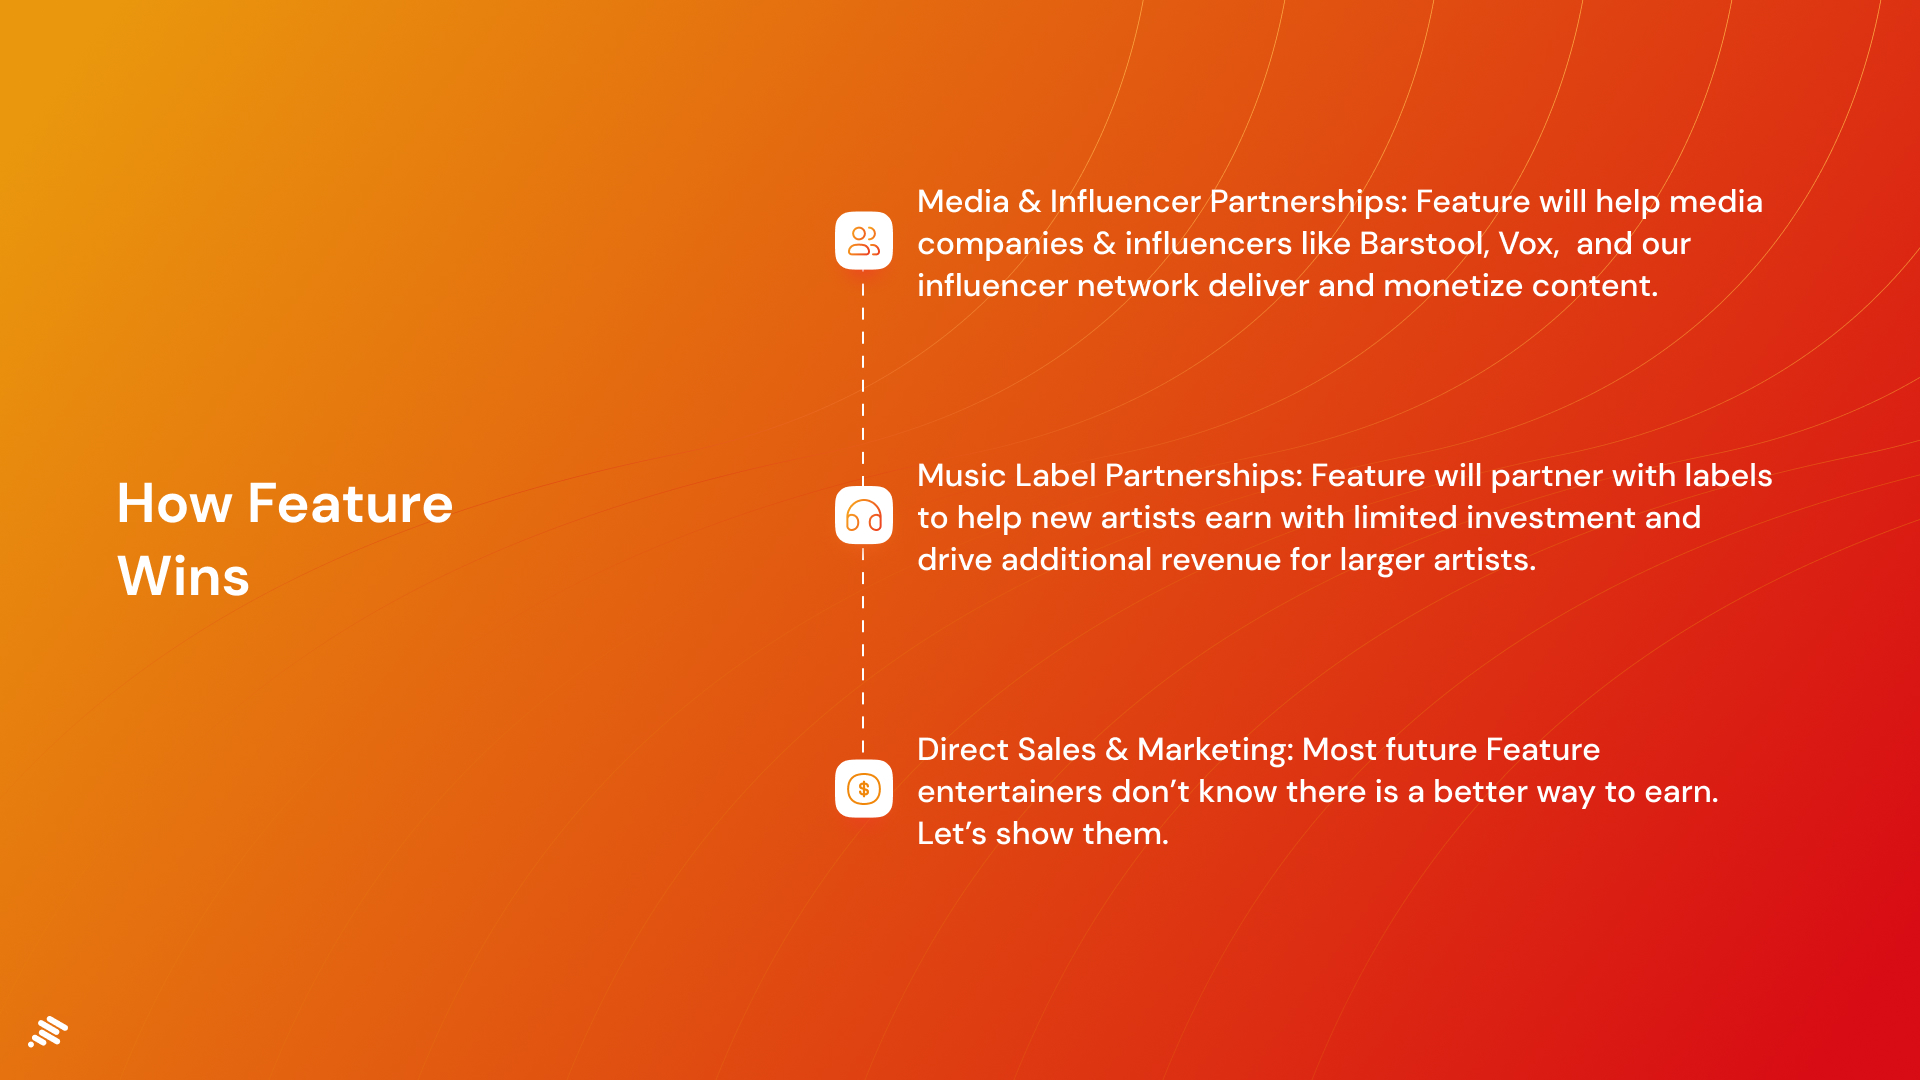 How Feature
Wins
Media & Influencer Partnerships: Feature will help media
companies & influencers like Barstool, Vox,  and our
influencer network deliver and monetize content.
Music Label Partnerships: Feature will partner with labels
to help new artists earn with limited investment and
drive additional revenue for larger artists.
$
Direct Sales & Marketing: Most future Feature
entertainers don’t know there is a better way to earn.
Let’s show them.